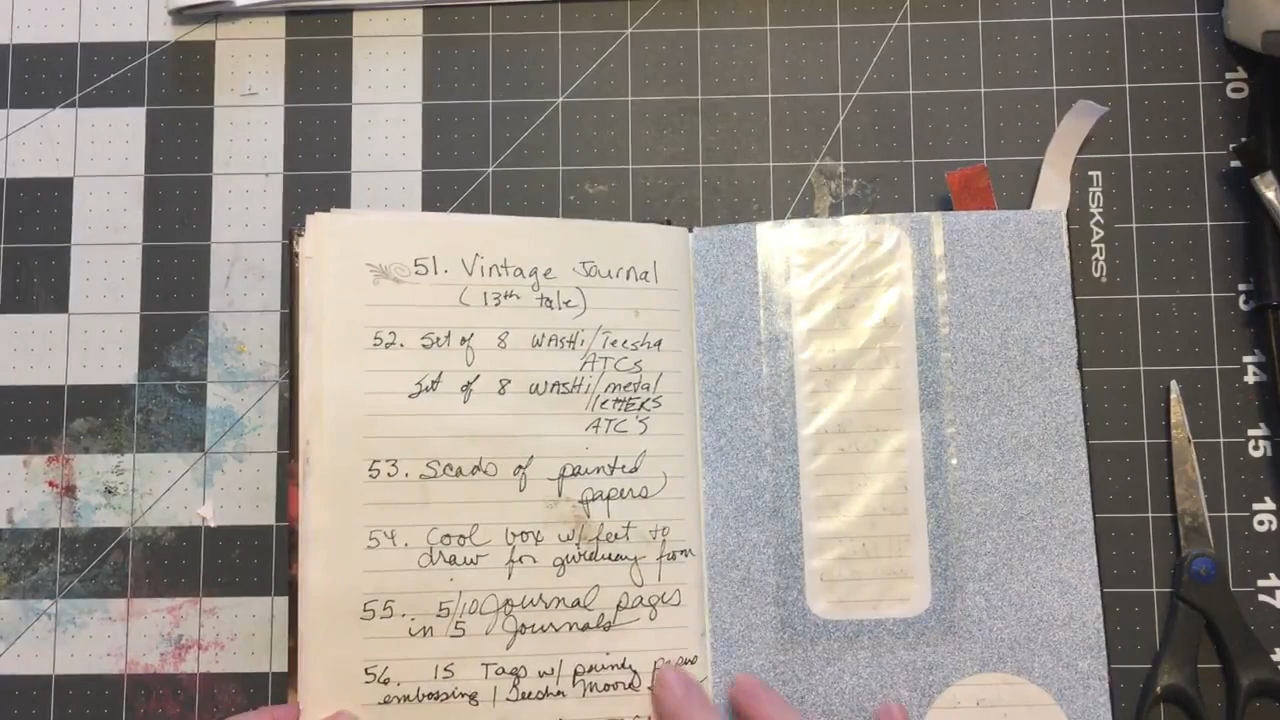 51. Vintage Journal
(13th tale)
52. Set of 8 WASHi/Teesha
ATCs
Set of 8 WASHi/metal
letters
ATC'S
53. Scads of painted
papers
54. Cool box w/ feet to
draw for giveaway from
55. 5/10 Journal pages
in 5 Journals
56. 15 Tags w/ painty
embossing / Teesha Moore
FISKARS
10
11
13
14
15
16
17